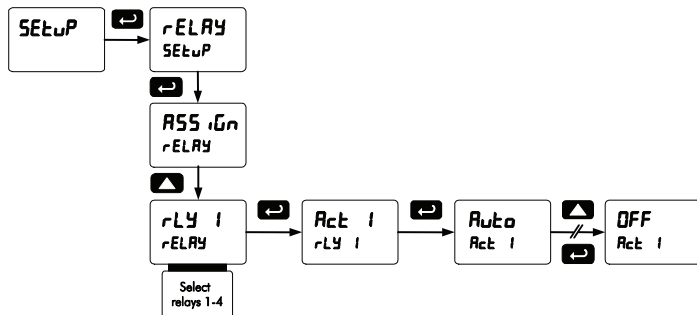 SEtuP
rELAY
SEtuP
ASSiGn
rELAY
rLY 1
rELAY
Act 1
rLY 1
Auto
Act 1
OFF
Act 1
Select
relays 1-4